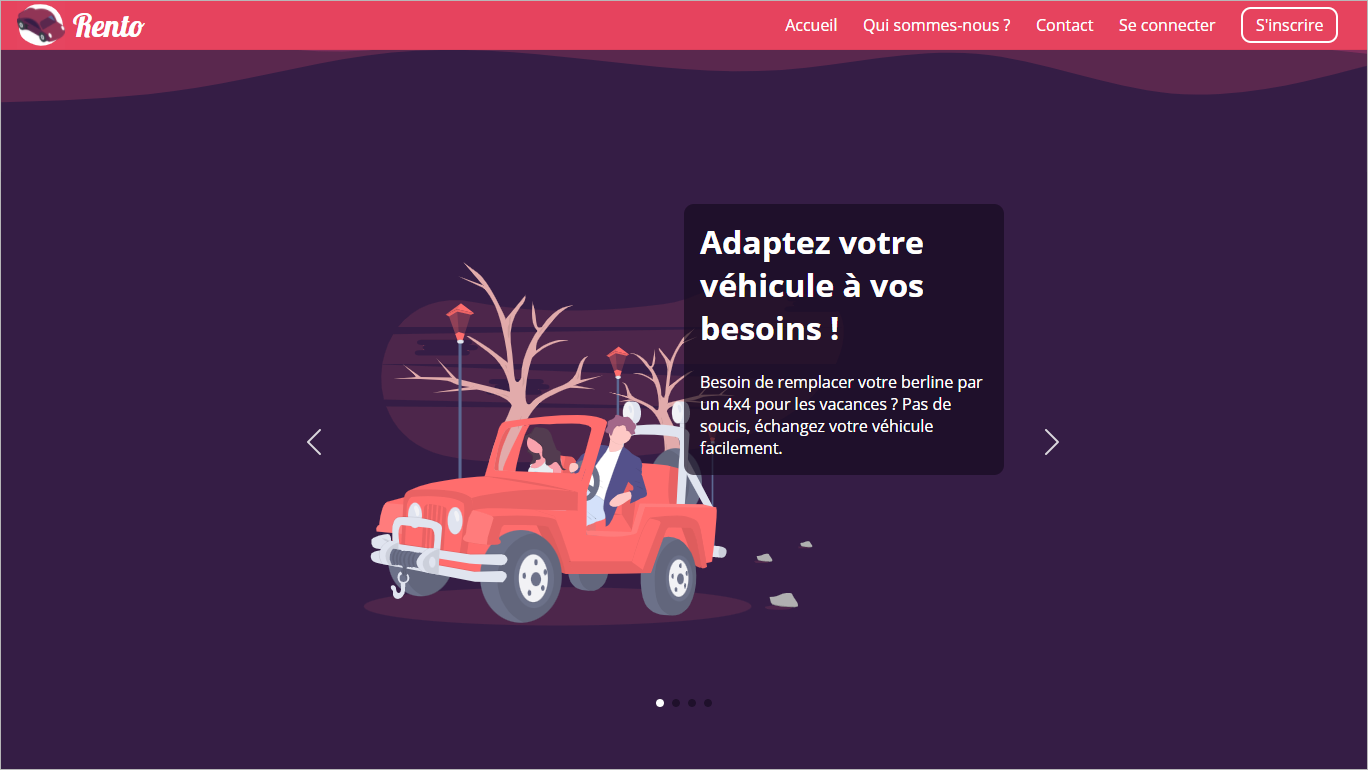 Rento
Accueil
Qui sommes-nous ?
Contact
Se connecter
S'inscrire
Adaptez votre
véhicule à vos
besoins !
Besoin de remplacer votre berline par
un 4x4 pour les vacances ? Pas de
soucis, échangez votre véhicule
facilement.